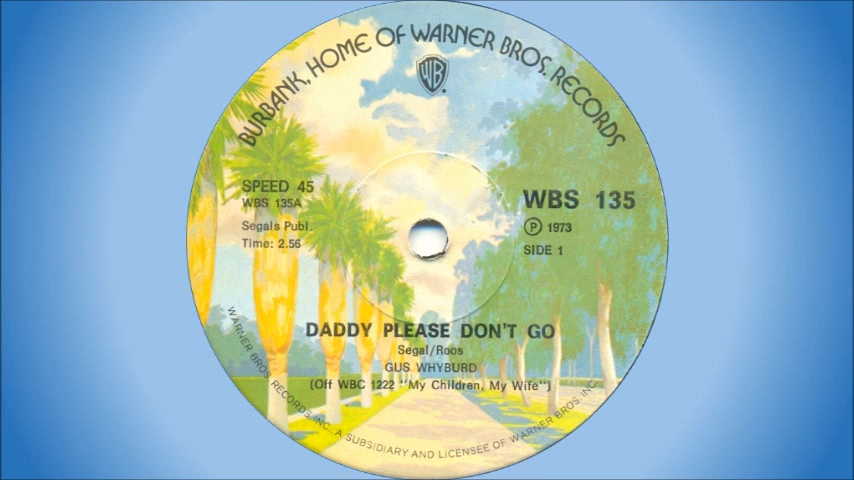 BURBANK, HOME OF WARNER BROS. RECORDS
WB
SPEED 45
WBS 135A
Segals Publ.
Time: 2.56
WBS 135
Ⓟ 1973
SIDE 1
DADDY PLEASE DON'T GO
Segal/Roos
GUS WHYBURD
(Off WBC 1222 "My Children, My Wife")
WARNER BROS RECORDS, INC., A SUBSIDIARY AND LICENSEE OF WARNER BROS. INC.